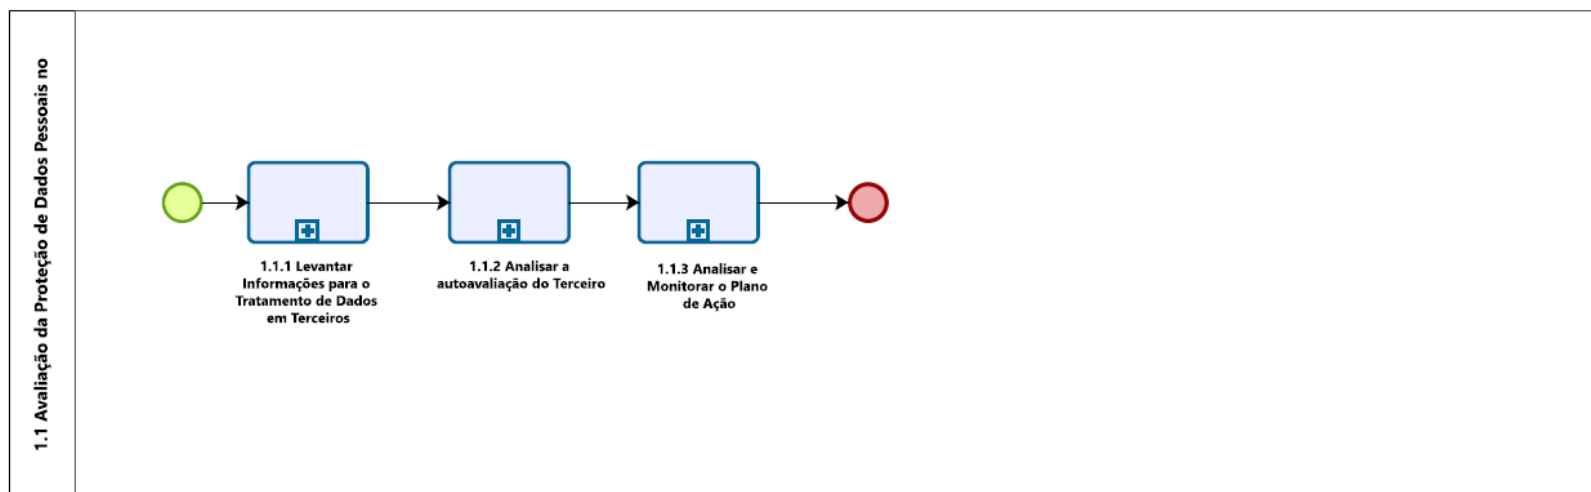 1.1 Avaliação da Proteção de Dados Pessoais no
1.1.1 Levantar
Informações para o
Tratamento de Dados
em Terceiros
1.1.2 Analisar a
autoavaliação do Terceiro
1.1.3 Analisar e
Monitorar o Plano
de Ação